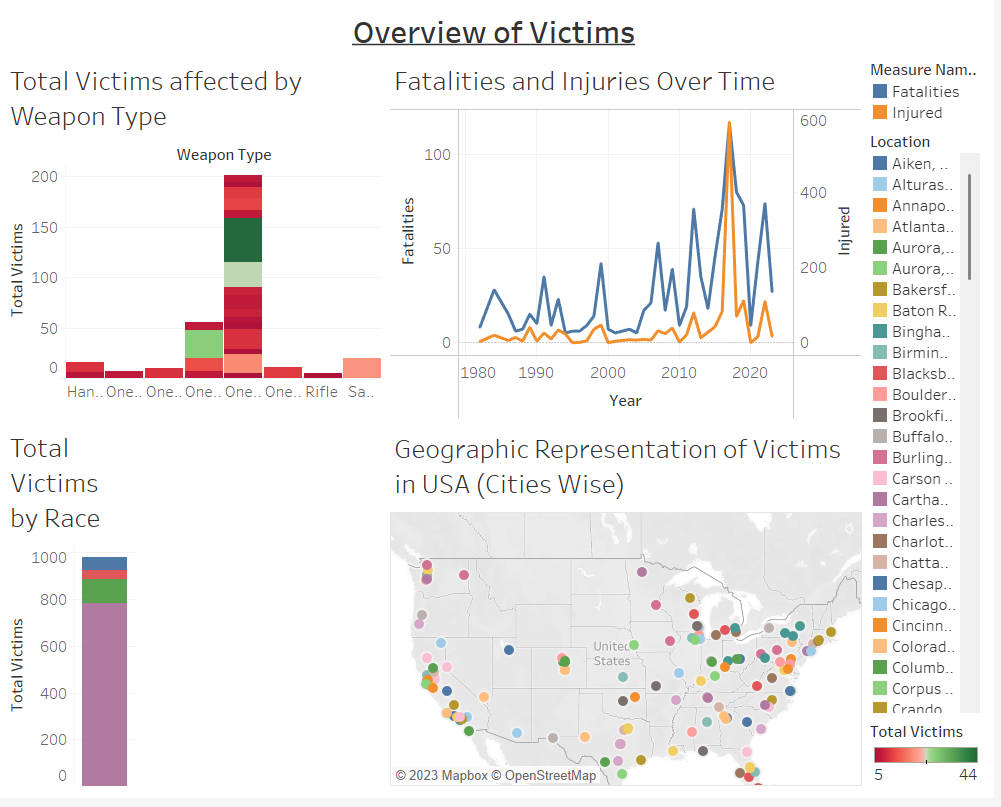 Overview of Victims
Total Victims affected by
Weapon Type
Weapon Type
Total Victims
200
150
100
50
0
Han..
One..
One..
One..
One..
One..
Rifle
Sa..
Fatalities and Injuries Over Time
Fatalities
100
50
0
600
400
200
0
Injured
1980
1990
2000
2010
2020
Year
Total
Victims
by Race
Total Victims
1000
800
600
400
200
0
Geographic Representation of Victims
in USA (Cities Wise)
United
States
© 2023 Mapbox © OpenStreetMap
Measure Nam..
Fatalities
Injured
Location
Aiken, ..
Alturas..
Annapo..
Atlanta..
Aurora,..
Aurora,..
Bakersf..
Baton R..
Bingha..
Birmin..
Blacksb..
Boulder..
Brookfi..
Buffalo..
Burling..
Carson ..
Cartha..
Charles..
Charlot..
Chatta..
Chesap..
Chicago..
Cincinn..
Colorad..
Columb..
Corpus ..
Crando..
Total Victims
5
44